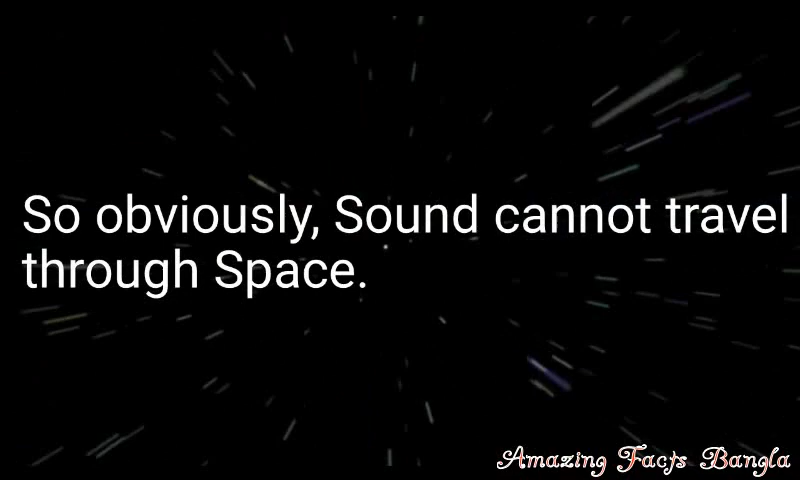 So obviously, Sound cannot travel
through Space.
Amazing Facts Bangla